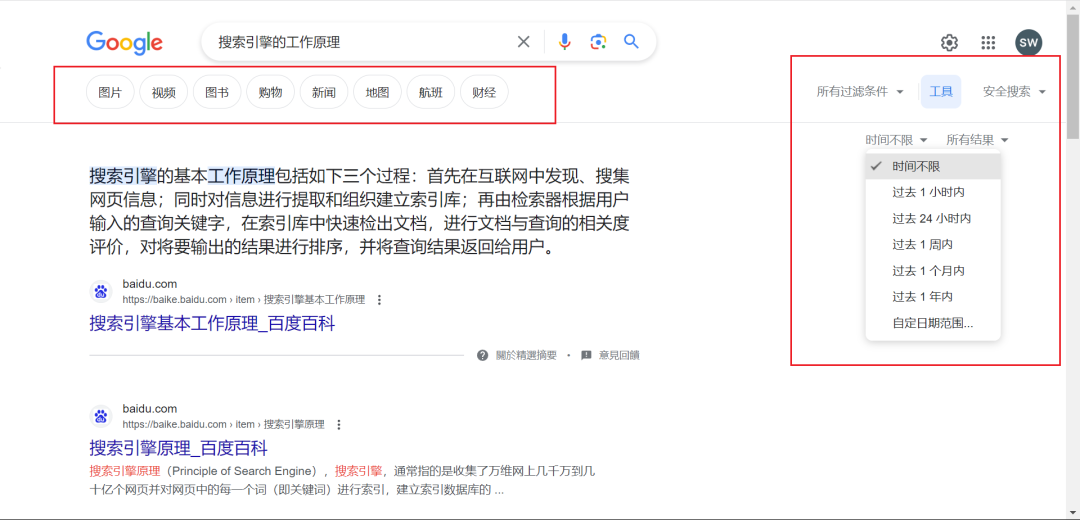 Google
搜索引擎的工作原理
SW
图片 视频 图书 购物 新闻 地图 航班 财经
所有过滤条件 工具 安全搜索
时间不限 所有结果
时间不限
过去 1 小时内
过去 24 小时内
过去 1 周内
过去 1 个月内
过去 1 年内
自定日期范围...
搜索引擎的基本工作原理包括如下三个过程：首先在互联网中发现、搜集
网页信息；同时对信息进行提取和组织建立索引库；再由检索器根据用户
输入的查询关键字，在索引库中快速检出文档，进行文档与查询的相关度
评价，对将要输出的结果进行排序，并将查询结果返回给用户。
baidu.com
https://baike.baidu.com › item › 搜索引擎基本工作原理
搜索引擎基本工作原理_百度百科
關於精選摘要 • 意見回饋
baidu.com
https://baike.baidu.com › item › 搜索引擎原理
搜索引擎原理_百度百科
搜索引擎原理（Principle of Search Engine），搜索引擎，通常指的是收集了万维网上几千万到几
十亿个网页并对网页中的每一个词（即关键词）进行索引，建立索引数据库的 ...